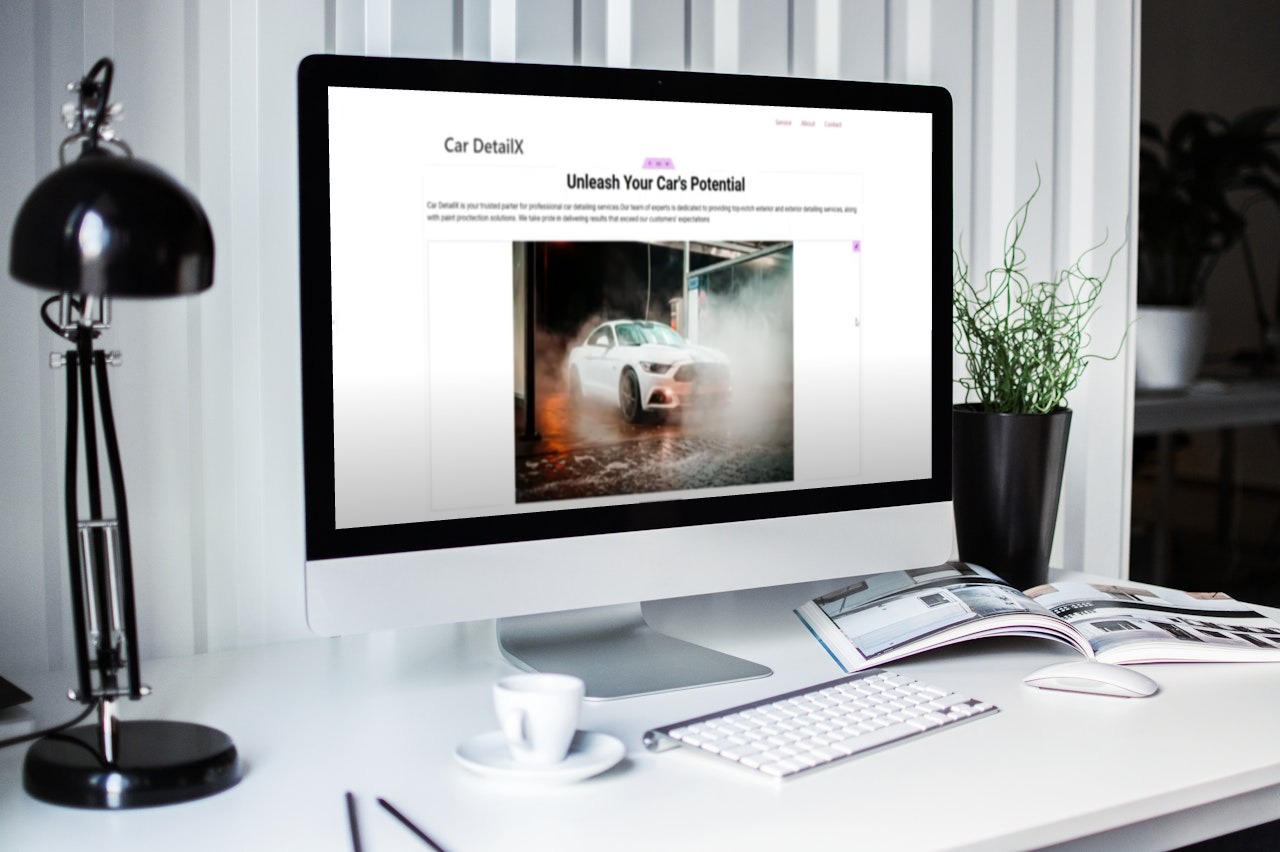 Service About Contact
Car DetailX
Unleash Your Car's Potential
Car DetailX is your trusted parter for professional car detailing services.Our team of experts is dedicated to providing top-notch exterior and exterior detailing services, along
with paint proctection solutions. We take pride in delivering results that exceed our customers' expectations